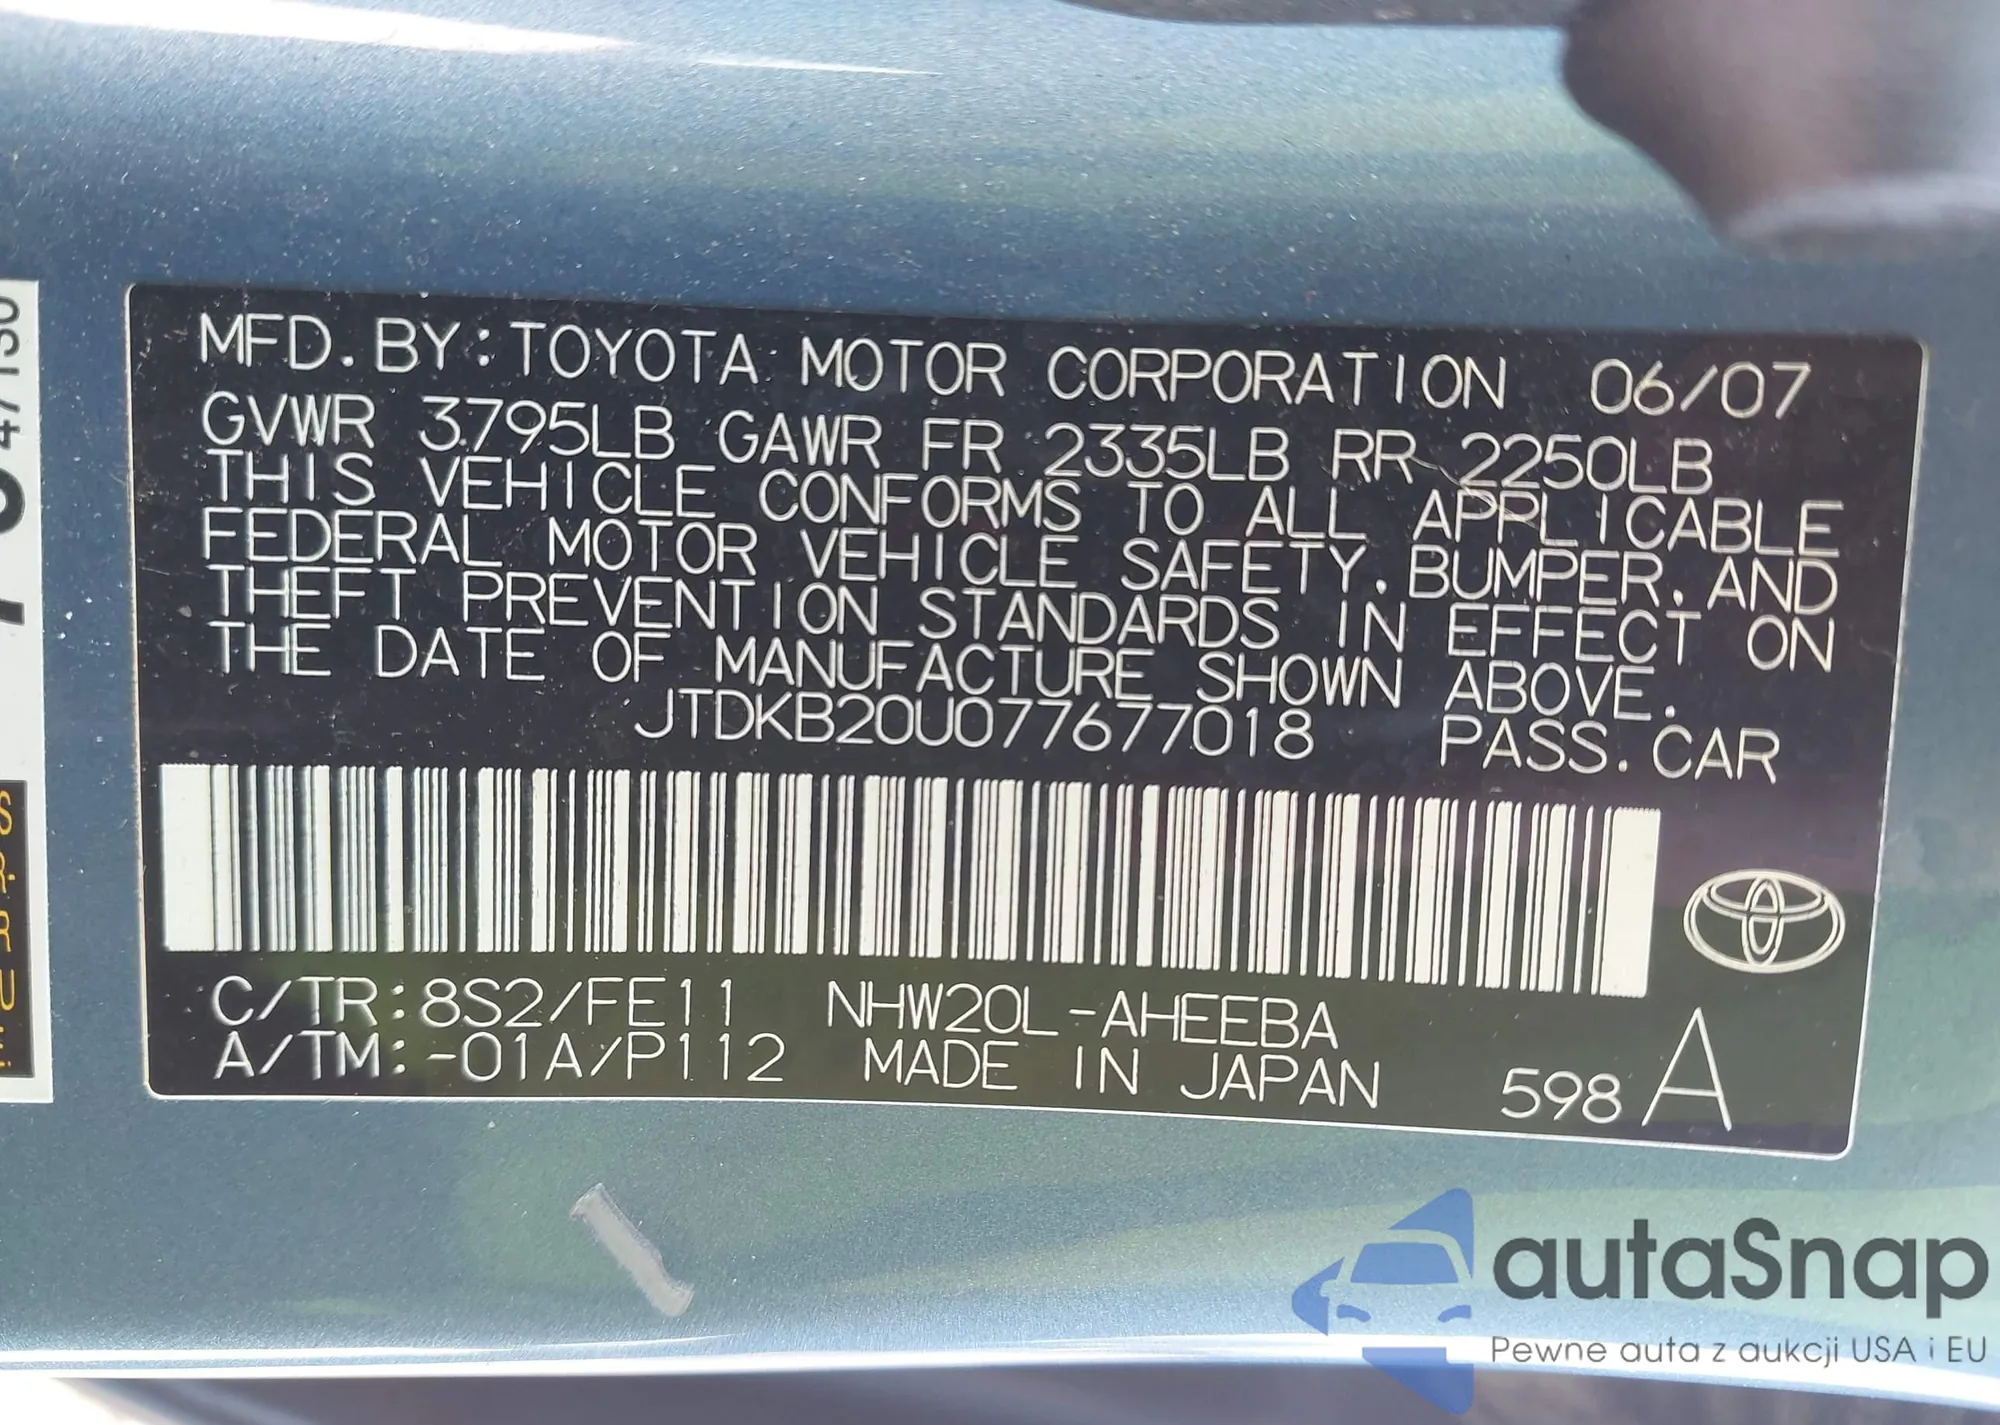 MFD. BY: TOYOTA MOTOR CORPORATION 06/07
GVWR 3795LB GAWR FR 2335LB RR 2250LB
THIS VEHICLE CONFORMS TO ALL APPLICABLE
FEDERAL MOTOR VEHICLE SAFETY, BUMPER, AND
THEFT PREVENTION STANDARDS IN EFFECT ON
THE DATE OF MANUFACTURE SHOWN ABOVE.
JTDKB20U077677018 PASS. CAR
C/TR: 8S2/FE11 NHW20L-AHEEBA
A/TM: -01A/P112 MADE IN JAPAN 598 A
autaSnap
Pewne auta z aukcji USA i EU